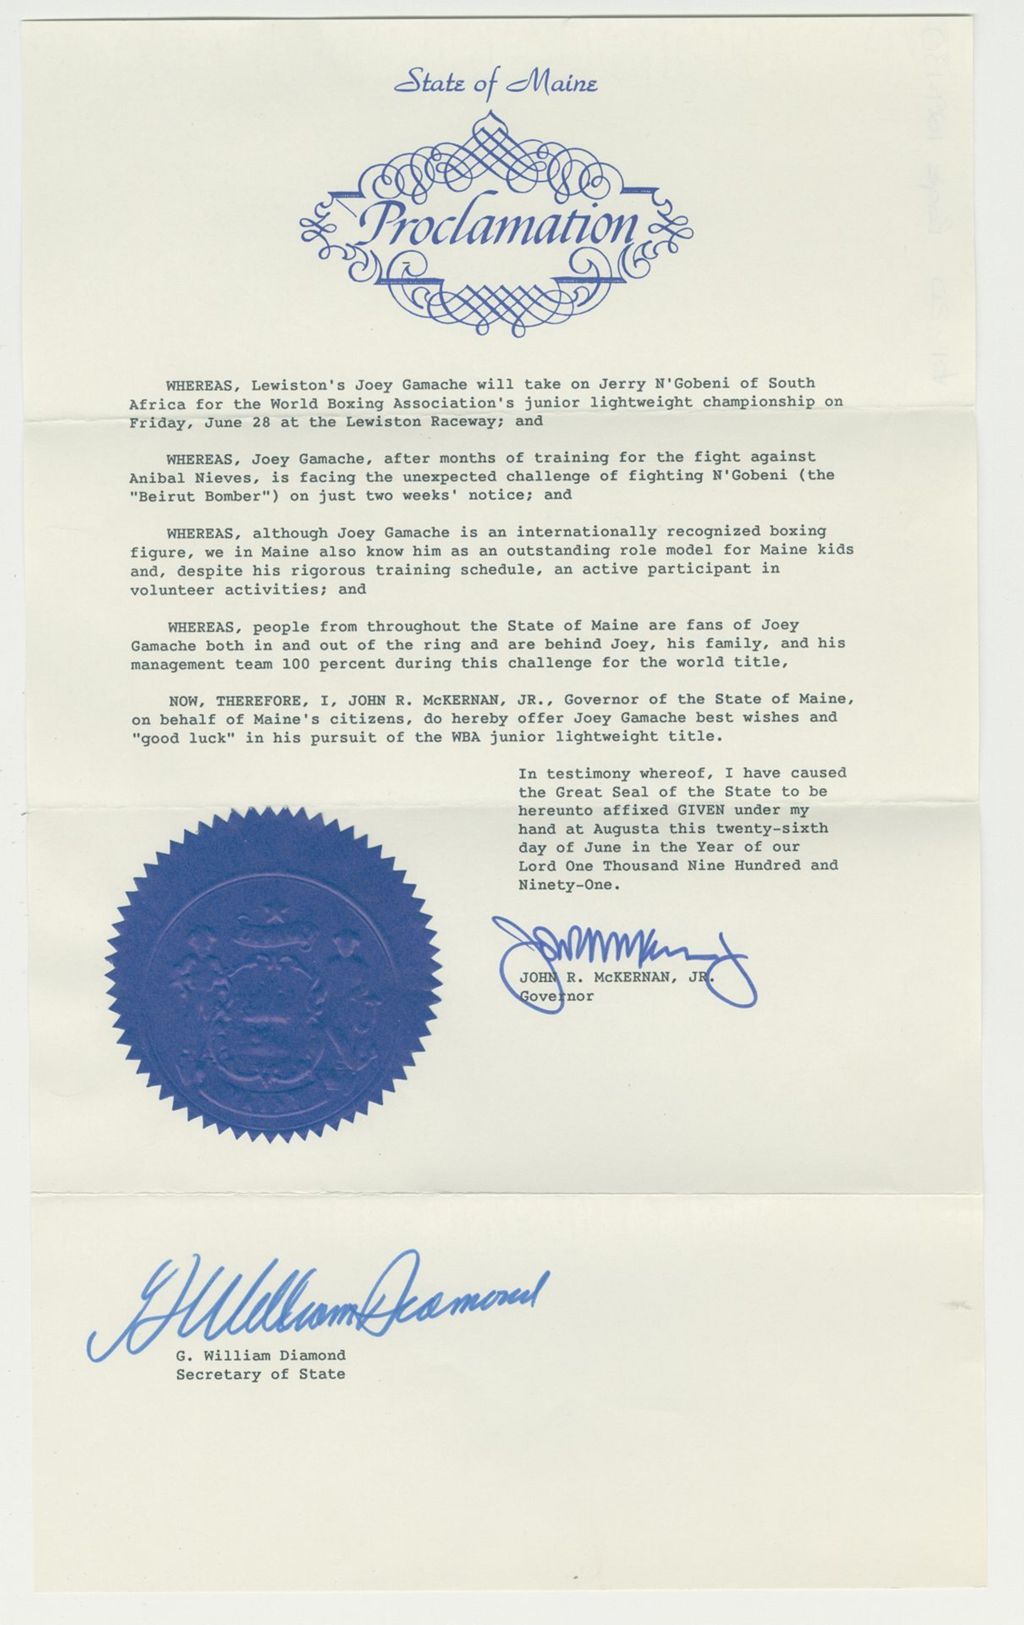 State of Maine
Proclamation
WHEREAS, Lewiston's Joey Gamache will take on Jerry N'Gobeni of South
Africa for the World Boxing Association's junior lightweight championship on
Friday, June 28 at the Lewiston Raceway; and
WHEREAS, Joey Gamache, after months of training for the fight against
Anibal Nieves, is facing the unexpected challenge of fighting N'Gobeni (the
"Beirut Bomber") on just two weeks' notice; and
WHEREAS, although Joey Gamache is an internationally recognized boxing
figure, we in Maine also know him as an outstanding role model for Maine kids
and, despite his rigorous training schedule, an active participant in
volunteer activities; and
WHEREAS, people from throughout the State of Maine are fans of Joey
Gamache both in and out of the ring and are behind Joey, his family, and his
management team 100 percent during this challenge for the world title,
NOW, THEREFORE, I, JOHN R. McKERNAN, JR., Governor of the State of Maine,
on behalf of Maine's citizens, do hereby offer Joey Gamache best wishes and
"good luck" in his pursuit of the WBA junior lightweight title.
In testimony whereof, I have caused
the Great Seal of the State to be
hereunto affixed GIVEN under my
hand at Augusta this twenty-sixth
day of June in the Year of our
Lord One Thousand Nine Hundred and
Ninety-One.
JOHN R. McKERNAN, JR.
Governor
G William Diamond
G. William Diamond
Secretary of State